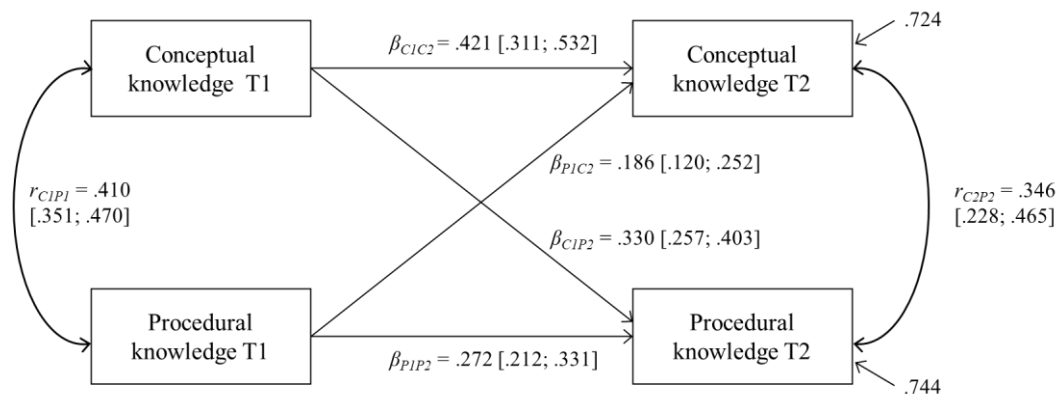 Conceptual
knowledge T1
β_C1C2 = .421 [.311; .532]
Conceptual
knowledge T2
.724
r_C1P1 = .410
[.351; .470]
β_P1C2 = .186 [.120; .252]
β_C1P2 = .330 [.257; .403]
r_C2P2 = .346
[.228; .465]
Procedural
knowledge T1
β_P1P2 = .272 [.212; .331]
Procedural
knowledge T2
.744